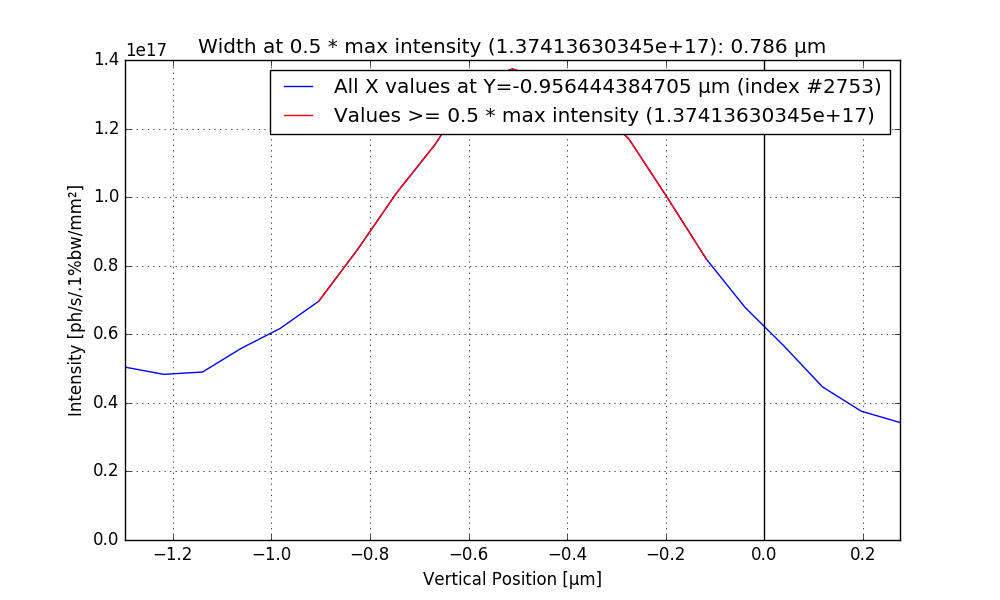 Width at 0.5 * max intensity (1.37413630345e+17): 0.786 µm
1e17
All X values at Y=-0.956444384705 µm (index #2753)
Values >= 0.5 * max intensity (1.37413630345e+17)
1.4
1.2
1.0
0.8
0.6
0.4
0.2
0.0
Intensity [ph/s/.1%bw/mm²]
−1.2 −1.0 −0.8 −0.6 −0.4 −0.2 0.0 0.2
Vertical Position [µm]